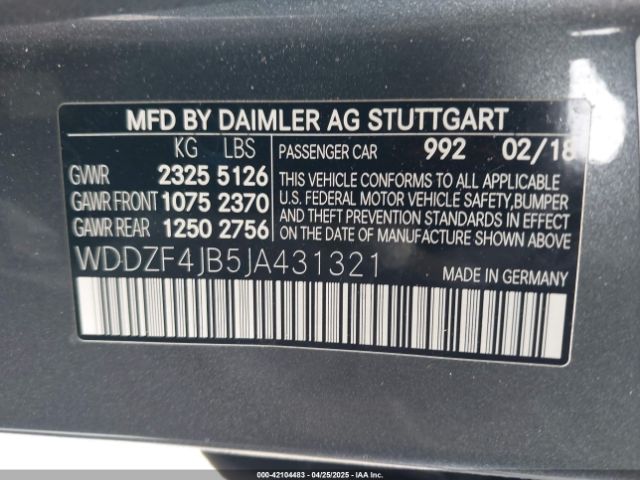 MFD BY DAIMLER AG STUTTGART
KG LBS PASSENGER CAR 992 02/18
GVWR 2325 5126
GAWR FRONT 1075 2370
GAWR REAR 1250 2756
THIS VEHICLE CONFORMS TO ALL APPLICABLE
U.S. FEDERAL MOTOR VEHICLE SAFETY,BUMPER
AND THEFT PREVENTION STANDARDS IN EFFECT
ON THE DATE OF MANUFACTURE SHOWN ABOVE.
WDDZF4JB5JA431321 MADE IN GERMANY
000-42104483 - 04/25/2025 - IAA Inc.